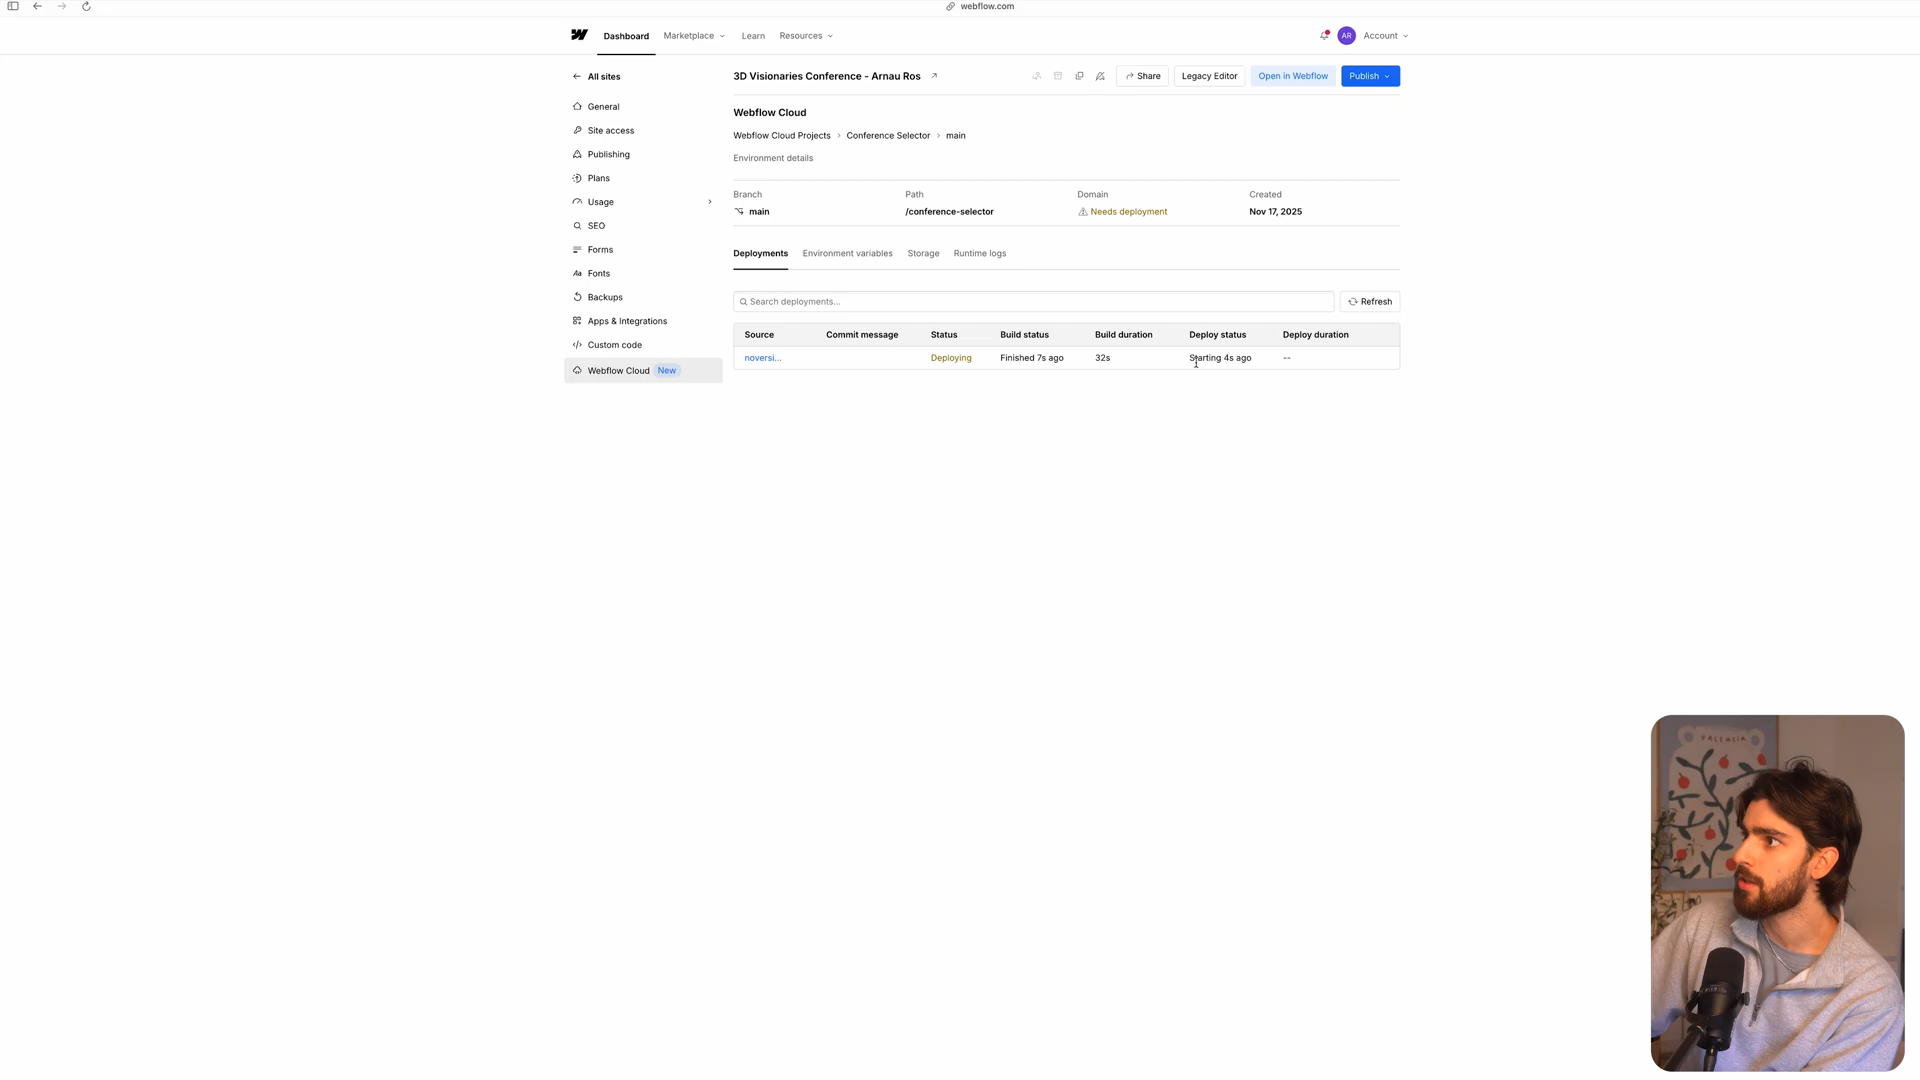 webflow.com
Dashboard Marketplace Learn Resources AR Account
All sites
General
Site access
Publishing
Plans
Usage
SEO
Forms
Fonts
Backups
Apps & Integrations
Custom code
Webflow Cloud New
3D Visionaries Conference - Arnau Ros Share Legacy Editor Open in Webflow Publish
Webflow Cloud
Webflow Cloud Projects > Conference Selector > main
Environment details
Branch Path Domain Created
main /conference-selector Needs deployment Nov 17, 2025
Deployments Environment variables Storage Runtime logs
Search deployments... Refresh
Source Commit message Status Build status Build duration Deploy status Deploy duration
noversi... Deploying Finished 7s ago 32s Starting 4s ago --
VALENCIA